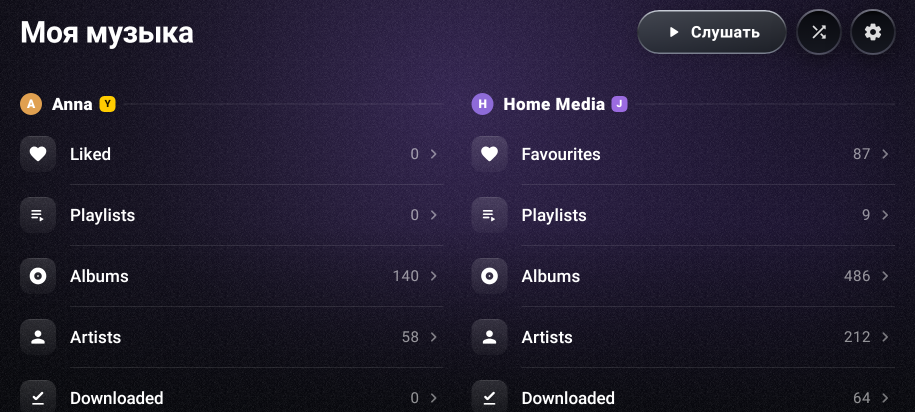 Моя музыка
Слушать
A Anna Y
Liked 0
Playlists 0
Albums 140
Artists 58
Downloaded 0
H Home Media J
Favourites 87
Playlists 9
Albums 486
Artists 212
Downloaded 64